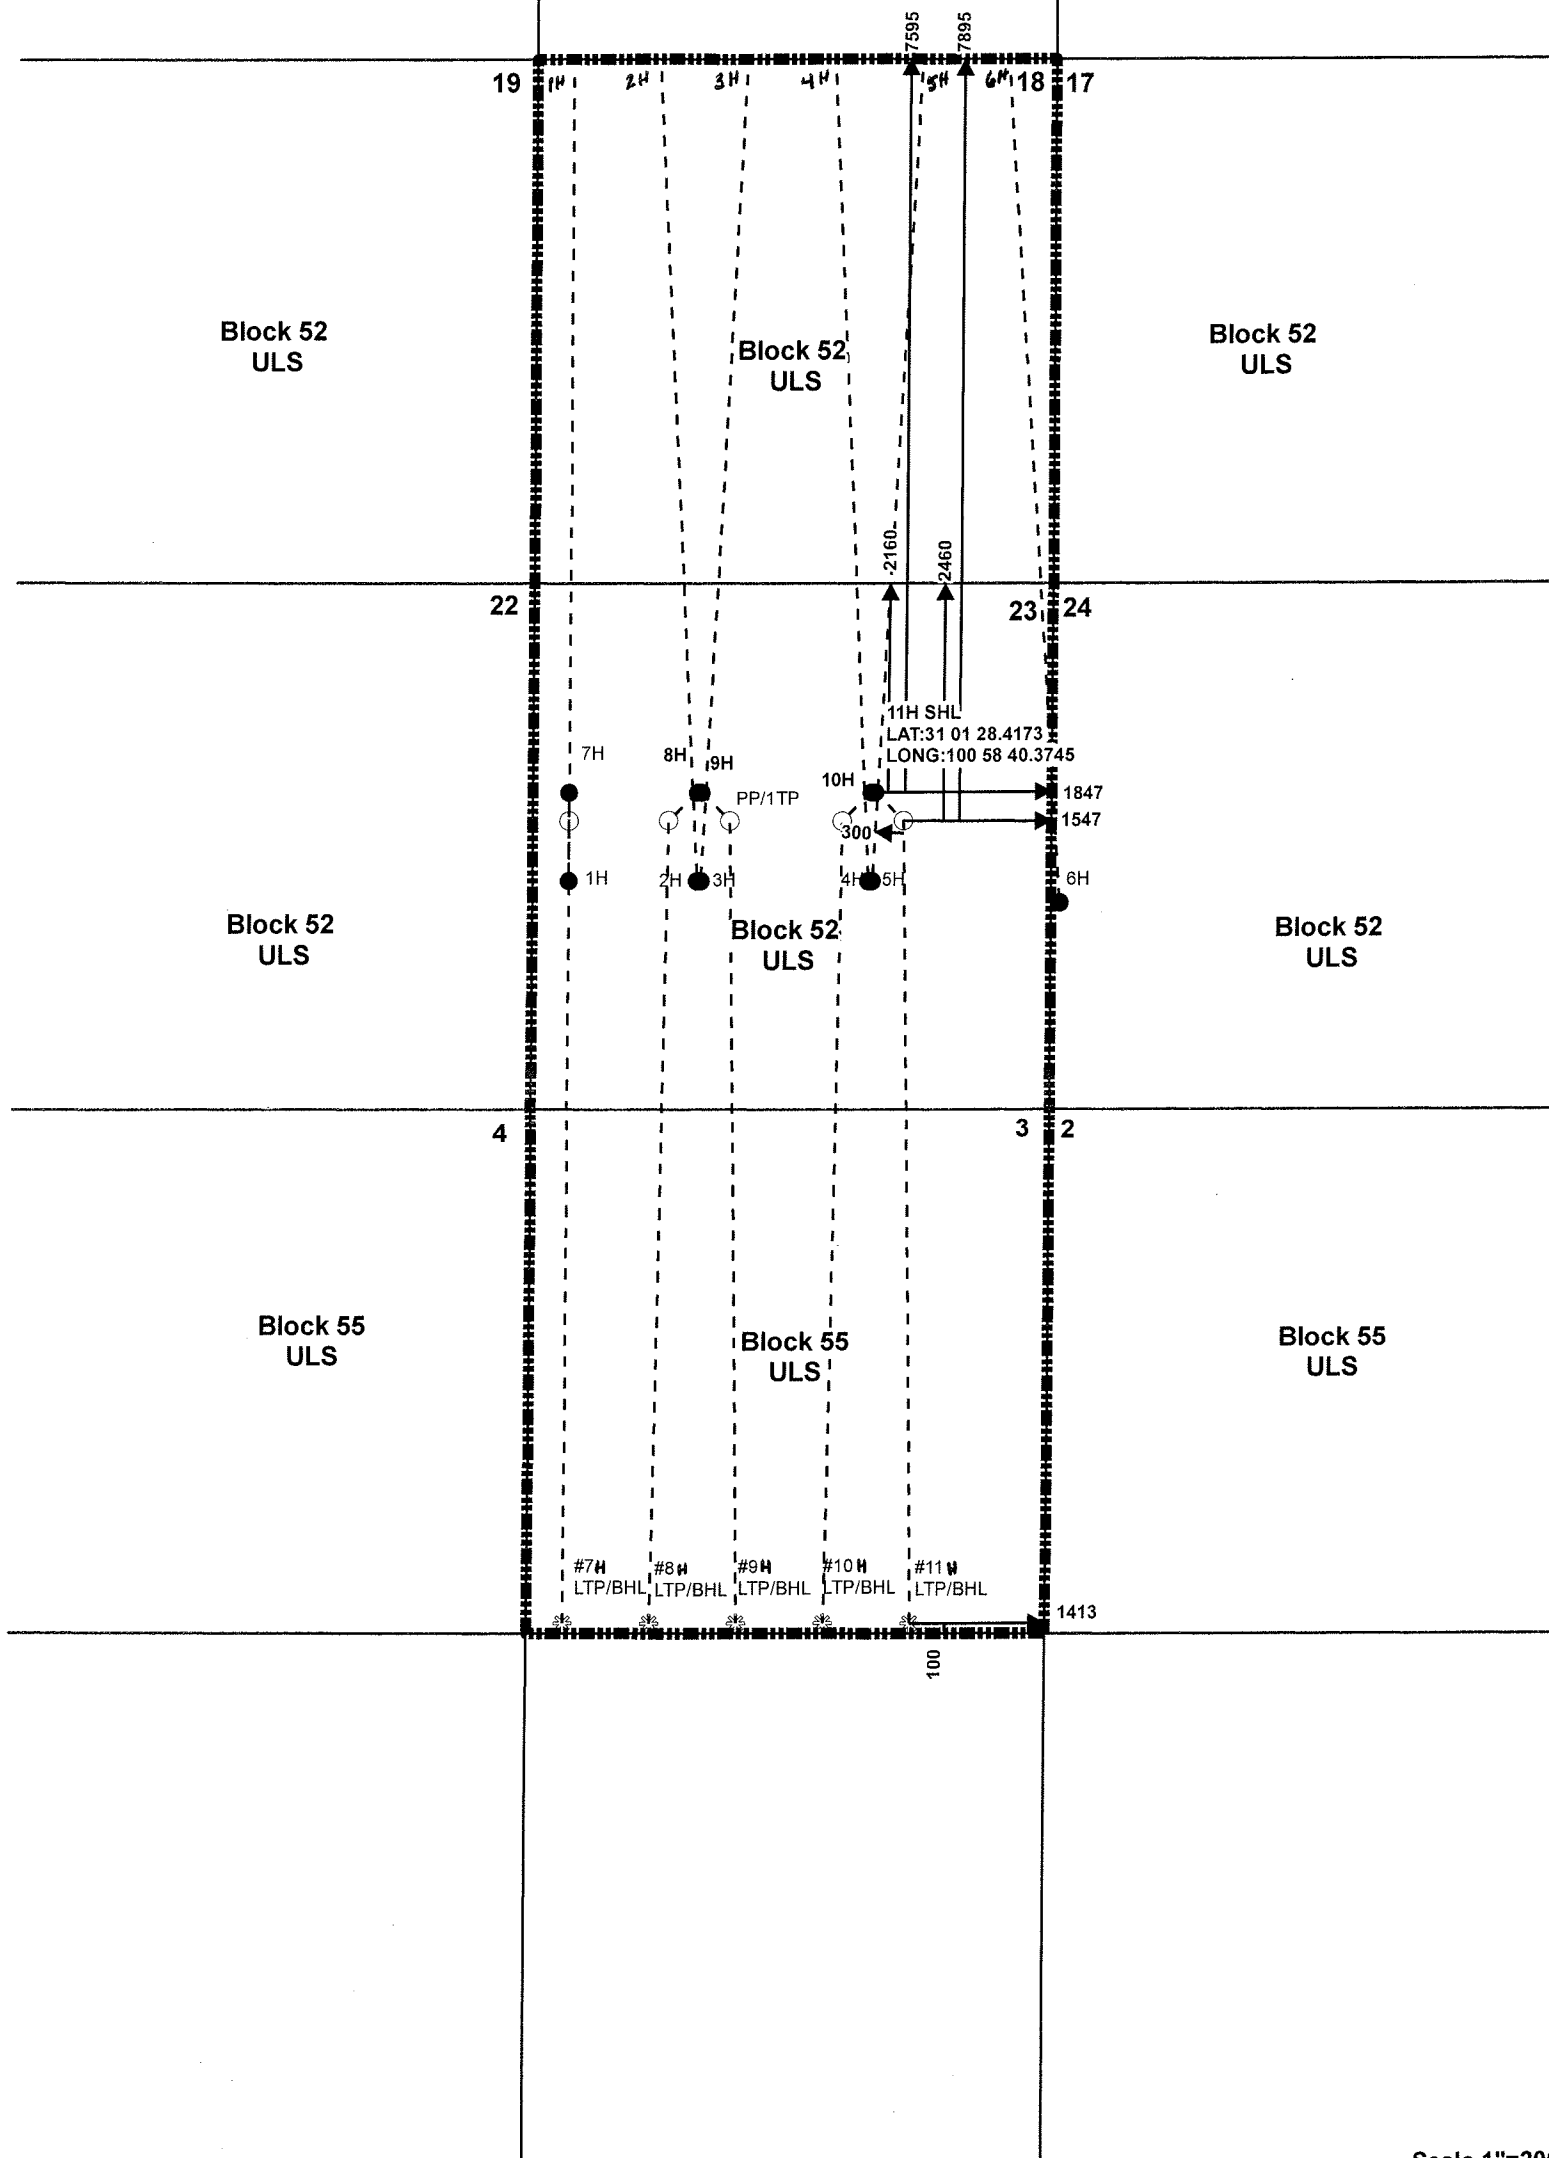 7595
7895
19
1H
2H
3H
4H
5H
6H
18
17
Block 52
ULS
Block 52
ULS
Block 52
ULS
2160
2460
22
23
24
11H SHL
LAT:31 01 28.4173
LONG:100 58 40.3745
7H
8H
9H
10H
PP/1TP
1847
300
1547
1H
2H
3H
4H
5H
6H
Block 52
ULS
Block 52
ULS
Block 52
ULS
4
3
2
Block 55
ULS
Block 55
ULS
Block 55
ULS
#7H
LTP/BHL
#8H
LTP/BHL
#9H
LTP/BHL
#10H
LTP/BHL
#11H
LTP/BHL
1413
100